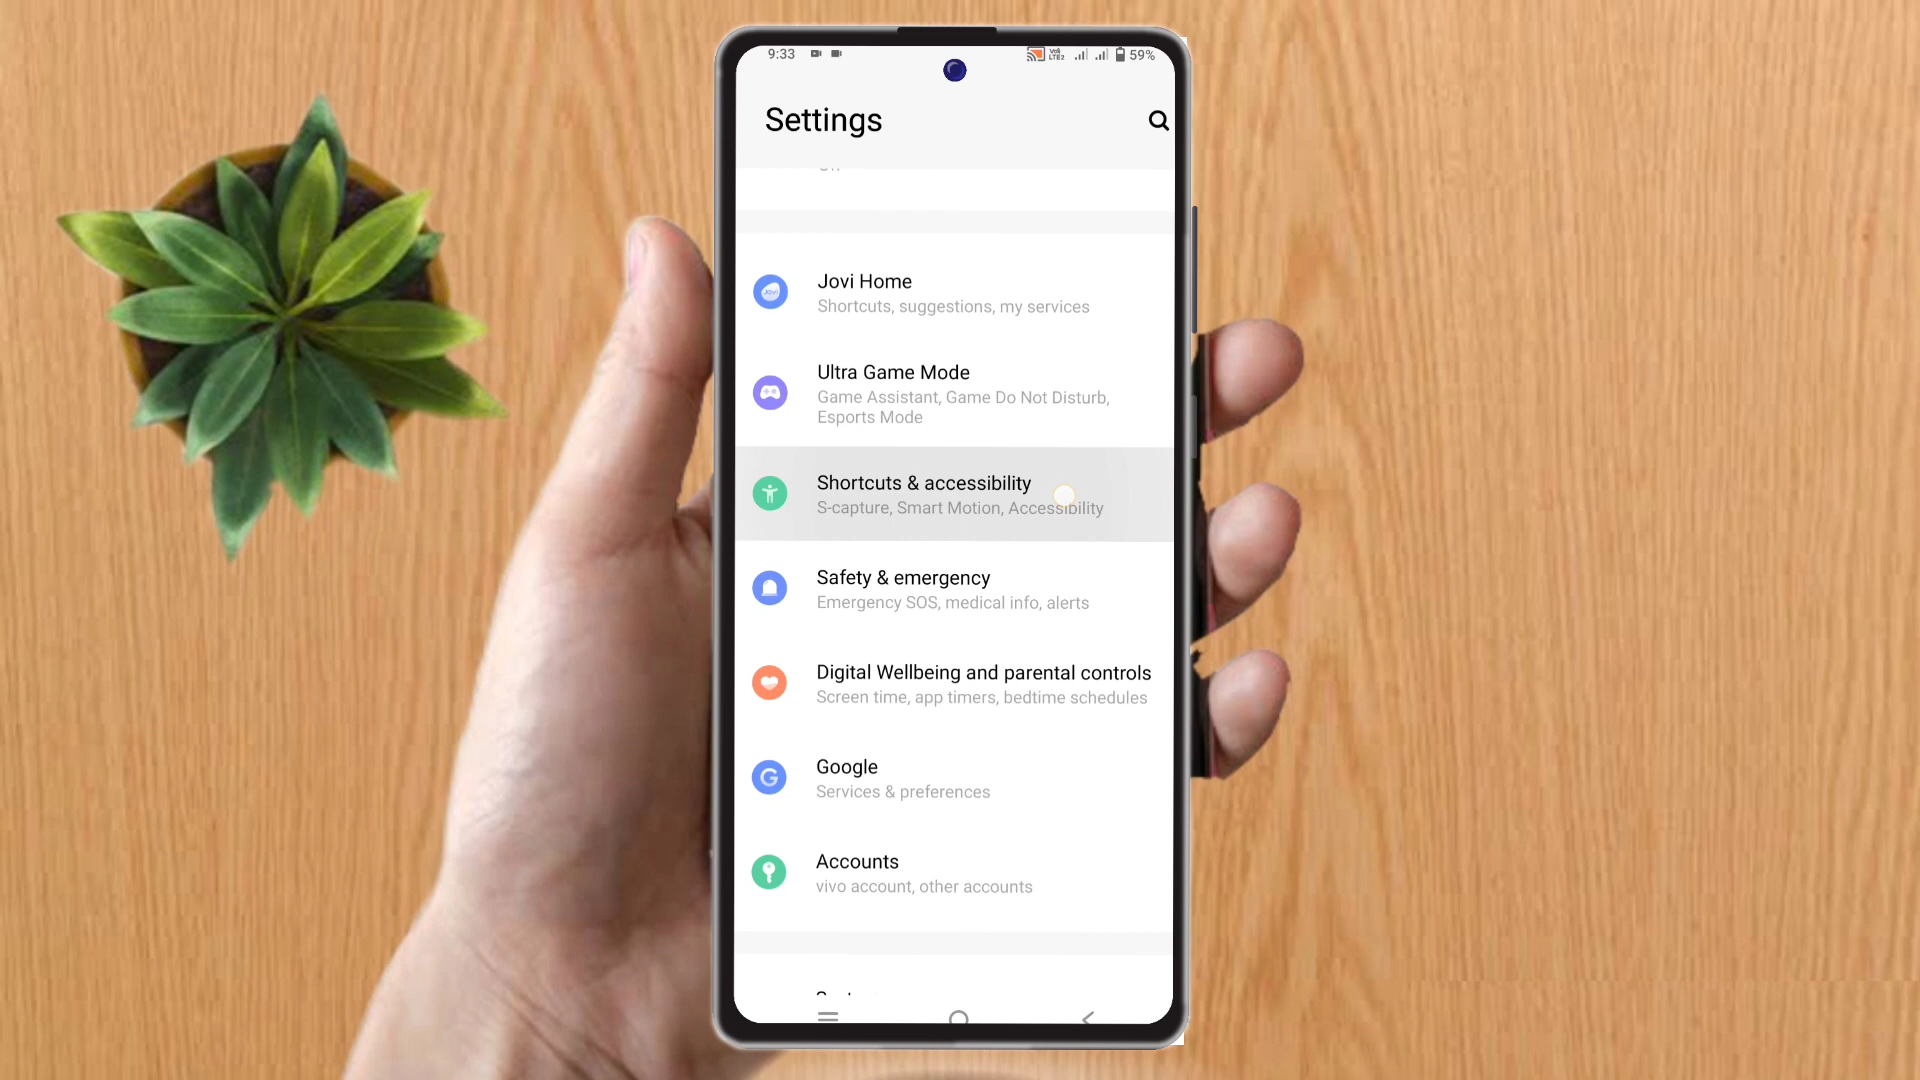 9:33
59%
Settings
Jovi Home
Shortcuts, suggestions, my services
Ultra Game Mode
Game Assistant, Game Do Not Disturb,
Esports Mode
Shortcuts & accessibility
S-capture, Smart Motion, Accessibility
Safety & emergency
Emergency SOS, medical info, alerts
Digital Wellbeing and parental controls
Screen time, app timers, bedtime schedules
Google
Services & preferences
Accounts
vivo account, other accounts